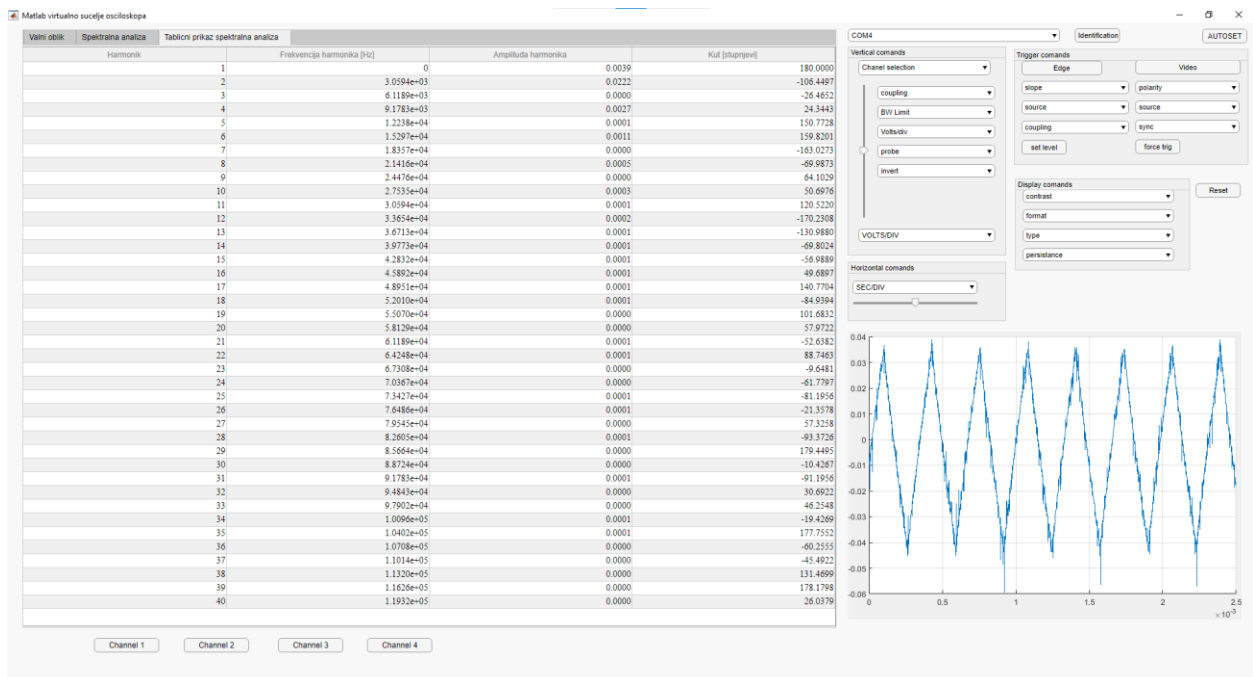 Matlab virtualno sucelje osciloskopa
Valni oblik Spektralna analiza Tablicni prikaz spektralna analiza
Harmonik Frekvencija harmonika [Hz] Amplituda harmonika Kut [stupnjevi]
1 0 0.0039 180.0000
2 3.0594e+03 0.0222 -106.4497
3 6.1189e+03 0.0000 -26.4652
4 9.1783e+03 0.0027 24.3443
5 1.2238e+04 0.0001 150.7728
6 1.5297e+04 0.0011 159.8201
7 1.8357e+04 0.0000 -163.0273
8 2.1416e+04 0.0005 -69.9873
9 2.4476e+04 0.0000 64.1029
10 2.7535e+04 0.0003 50.6976
11 3.0594e+04 0.0001 120.5220
12 3.3654e+04 0.0002 -170.2308
13 3.6713e+04 0.0001 -130.9880
14 3.9773e+04 0.0001 -69.8024
15 4.2832e+04 0.0001 -56.9889
16 4.5892e+04 0.0001 49.6897
17 4.8951e+04 0.0001 140.7704
18 5.2010e+04 0.0001 -84.9394
19 5.5070e+04 0.0000 101.6832
20 5.8129e+04 0.0000 57.9722
21 6.1189e+04 0.0001 -52.6382
22 6.4248e+04 0.0001 88.7463
23 6.7308e+04 0.0000 -9.6481
24 7.0367e+04 0.0000 -61.7797
25 7.3427e+04 0.0001 -81.1956
26 7.6486e+04 0.0001 -21.3578
27 7.9545e+04 0.0000 57.3258
28 8.2605e+04 0.0001 -93.3726
29 8.5664e+04 0.0000 179.4495
30 8.8724e+04 0.0000 -10.4267
31 9.1783e+04 0.0001 -91.1956
32 9.4843e+04 0.0000 30.6922
33 9.7902e+04 0.0000 46.2548
34 1.0096e+05 0.0001 -19.4269
35 1.0402e+05 0.0001 177.7552
36 1.0708e+05 0.0000 -60.2555
37 1.1014e+05 0.0000 -45.4922
38 1.1320e+05 0.0000 131.4699
39 1.1626e+05 0.0000 178.1798
40 1.1932e+05 0.0000 26.0379
Channel 1 Channel 2 Channel 3 Channel 4
COM4 Identification AUTOSET
Vertical comands
Chanel selection
coupling
BW Limit
Volts/div
probe
invert
VOLTS/DIV
Horizontal comands
SEC/DIV
Trigger comands
Edge Video
slope polarity
source source
coupling sync
set level force trig
Display comands
contrast
format
type
persistance
Reset
0.04
0.03
0.02
0.01
0
-0.01
-0.02
-0.03
-0.04
-0.05
-0.06
0 0.5 1 1.5 2 2.5
×10-3